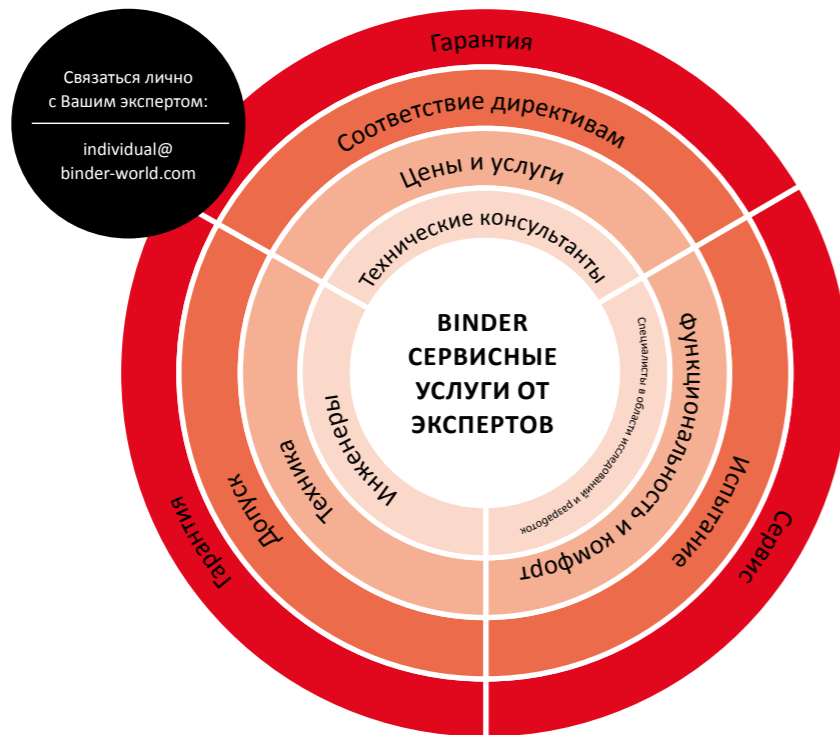 Связаться лично
с Вашим экспертом:
individual@
binder-world.com
Гарантия
Соответствие директивам
Цены и услуги
Технические консультанты
BINDER
СЕРВИСНЫЕ
УСЛУГИ ОТ
ЭКСПЕРТОВ
Специалисты в области исследований и разработок
Функциональность и комфорт
Испытание
Сервис
Инженеры
Техника
Допуск
Гарантия